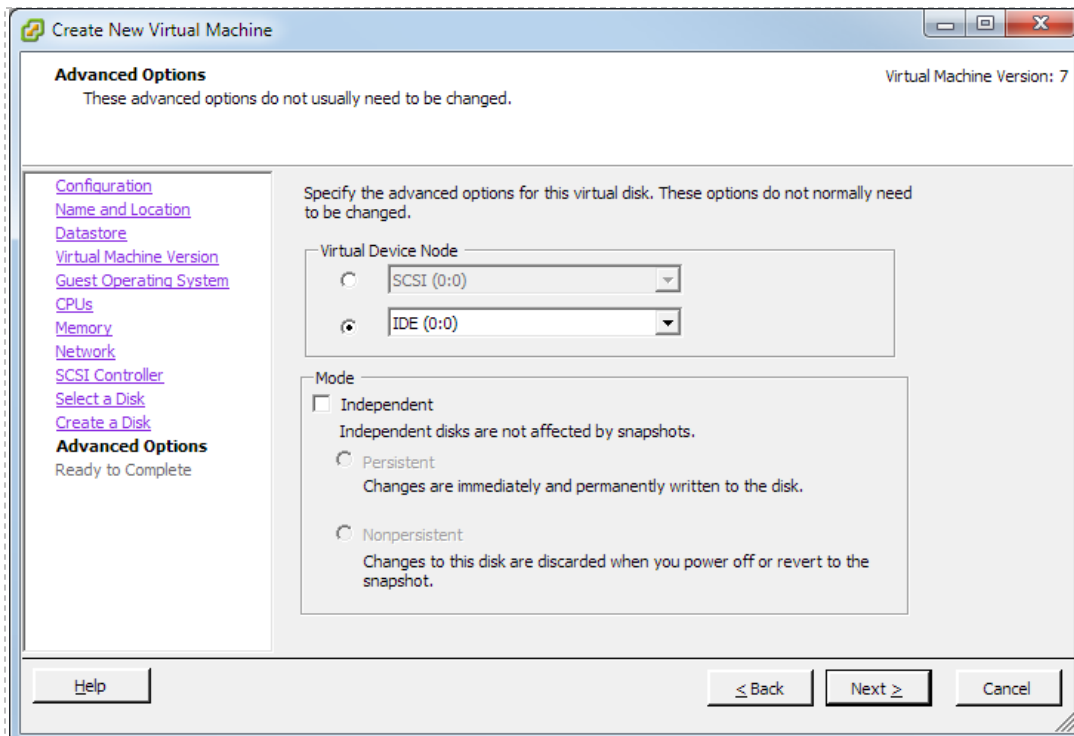 Create New Virtual Machine
Advanced Options
Virtual Machine Version: 7
These advanced options do not usually need to be changed.
Configuration
Name and Location
Datastore
Virtual Machine Version
Guest Operating System
CPUs
Memory
Network
SCSI Controller
Select a Disk
Create a Disk
Advanced Options
Ready to Complete
Specify the advanced options for this virtual disk. These options do not normally need
to be changed.
Virtual Device Node
SCSI (0:0)
IDE (0:0)
Mode
Independent
Independent disks are not affected by snapshots.
Persistent
Changes are immediately and permanently written to the disk.
Nonpersistent
Changes to this disk are discarded when you power off or revert to the
snapshot.
Help
< Back
Next >
Cancel